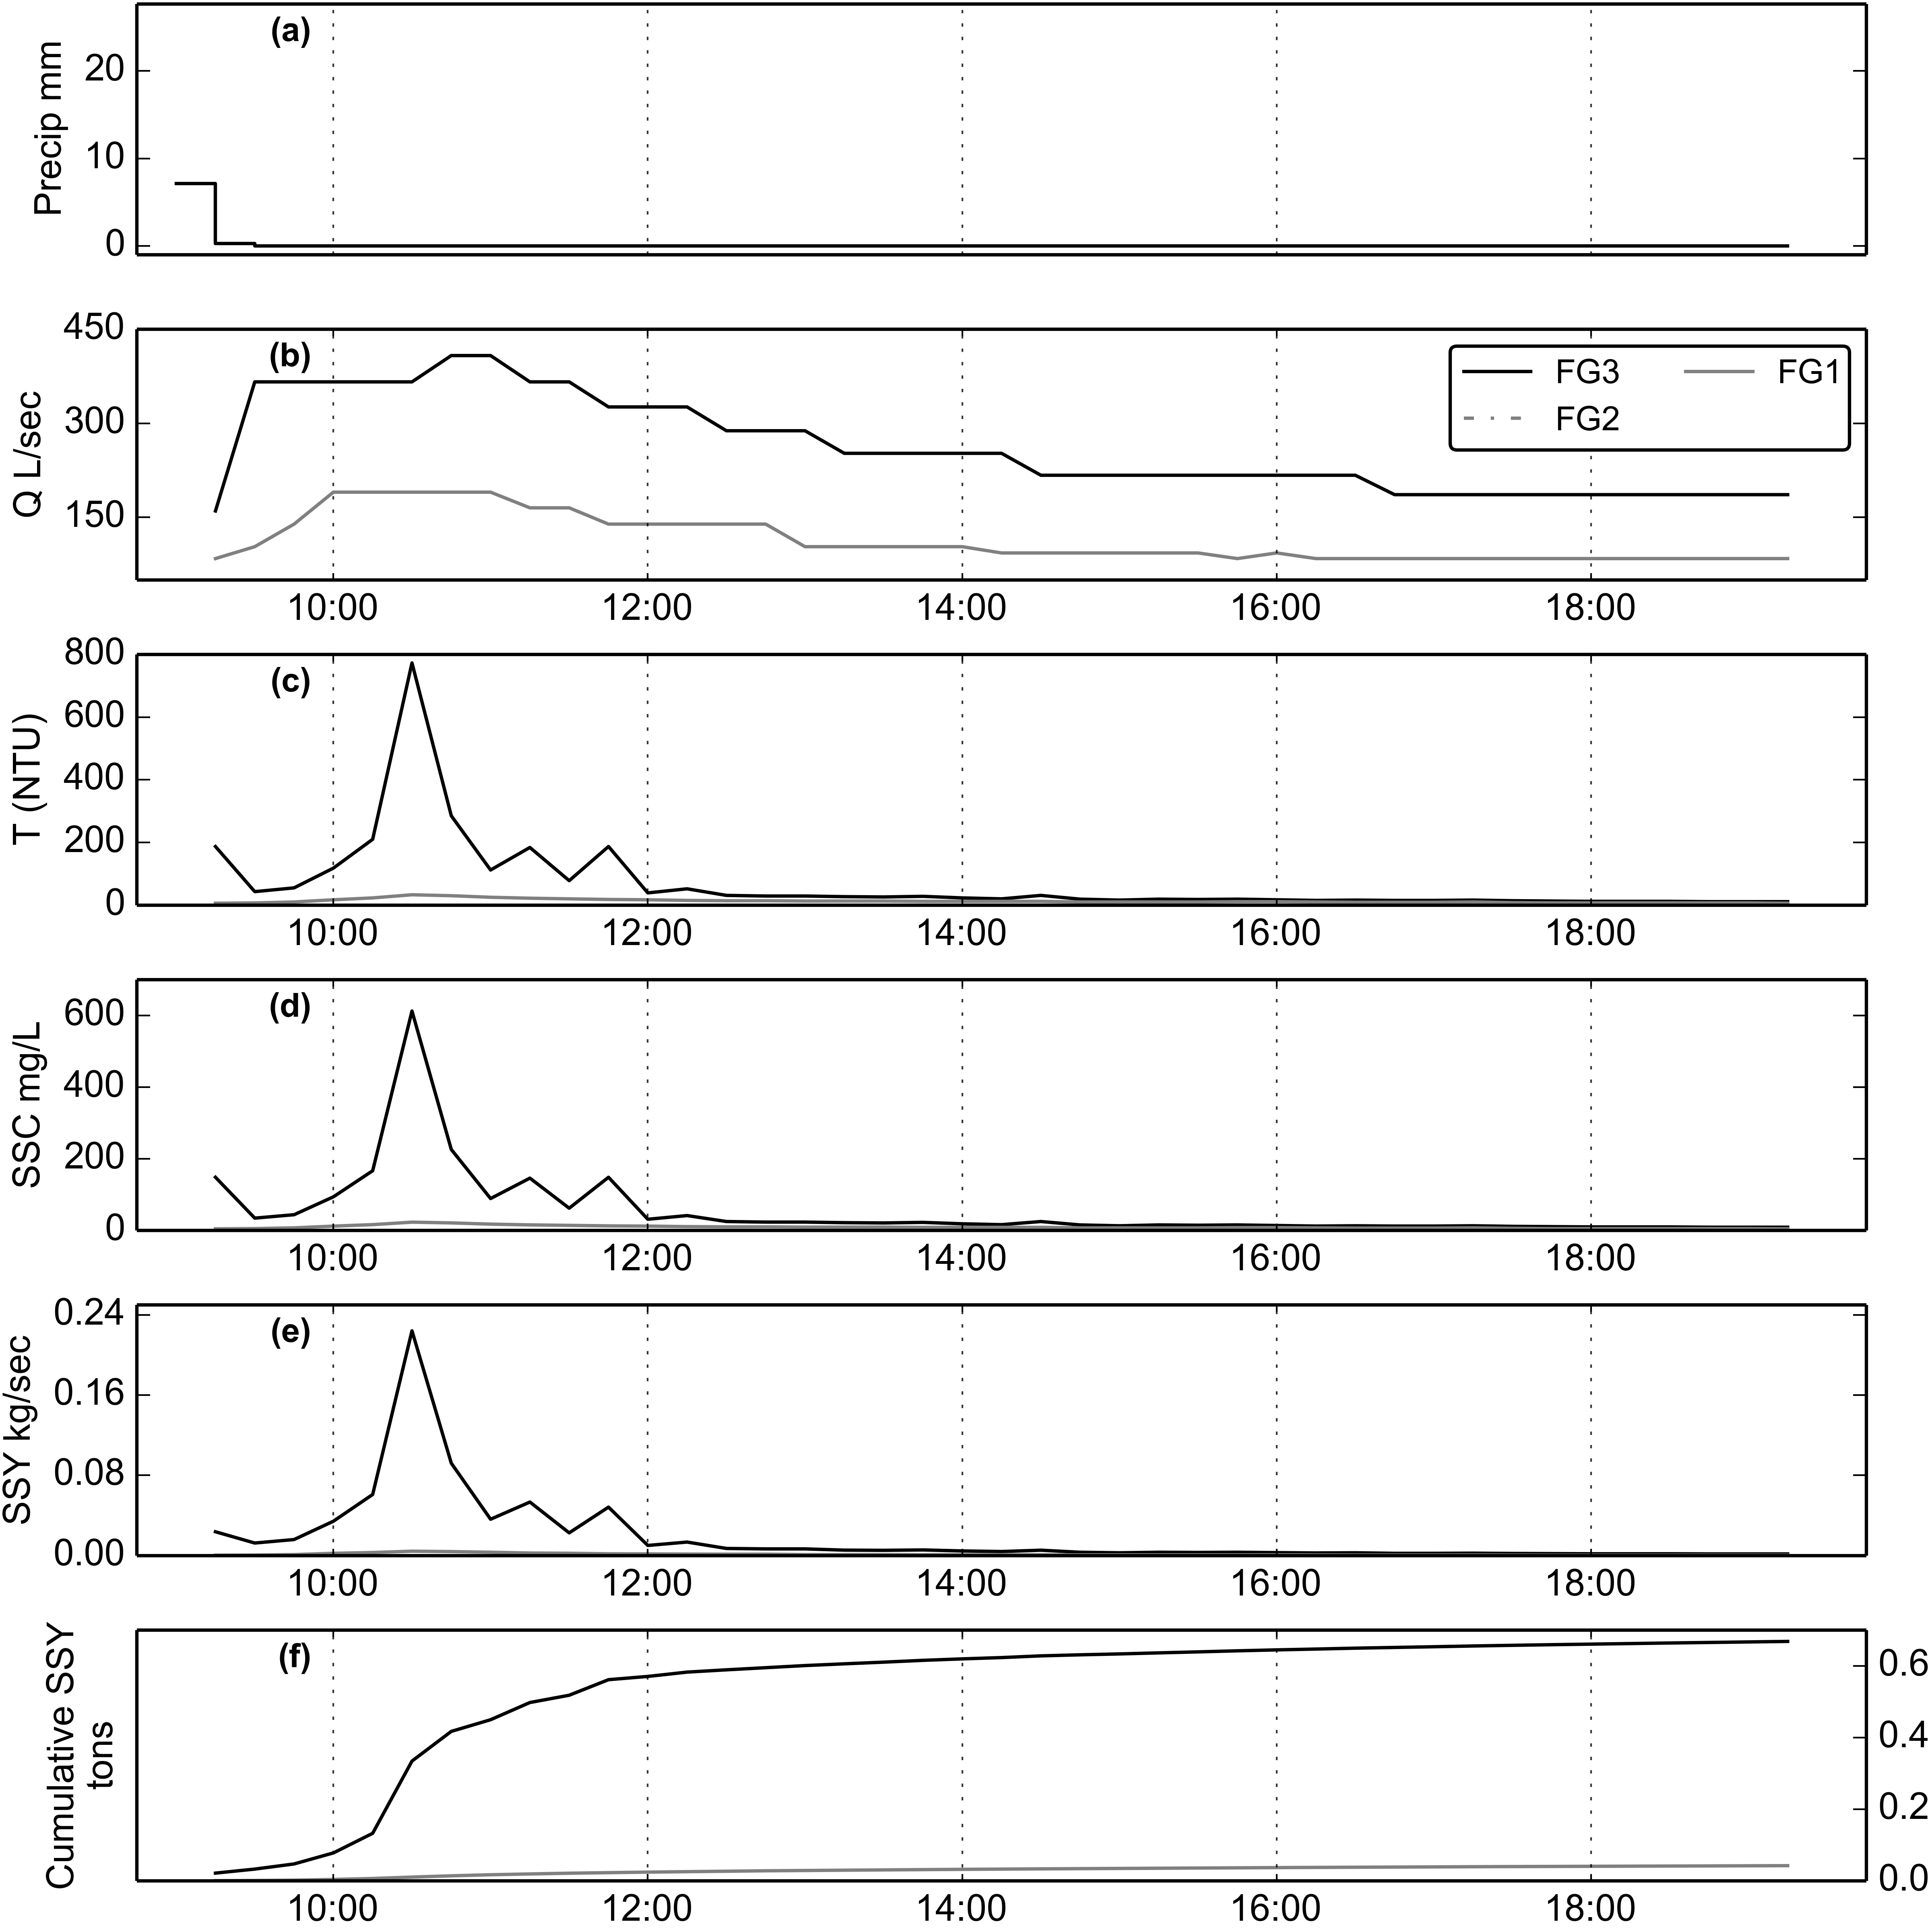 (a)
Precip mm
20
10
0
(b)
Q L/sec
450
300
150
FG3 FG1
FG2
10:00 12:00 14:00 16:00 18:00
(c)
T (NTU)
800
600
400
200
0
10:00 12:00 14:00 16:00 18:00
(d)
SSC mg/L
600
400
200
0
10:00 12:00 14:00 16:00 18:00
(e)
SSY kg/sec
0.24
0.16
0.08
0.00
10:00 12:00 14:00 16:00 18:00
(f)
Cumulative SSY
tons
0.6
0.4
0.2
0.0
10:00 12:00 14:00 16:00 18:00